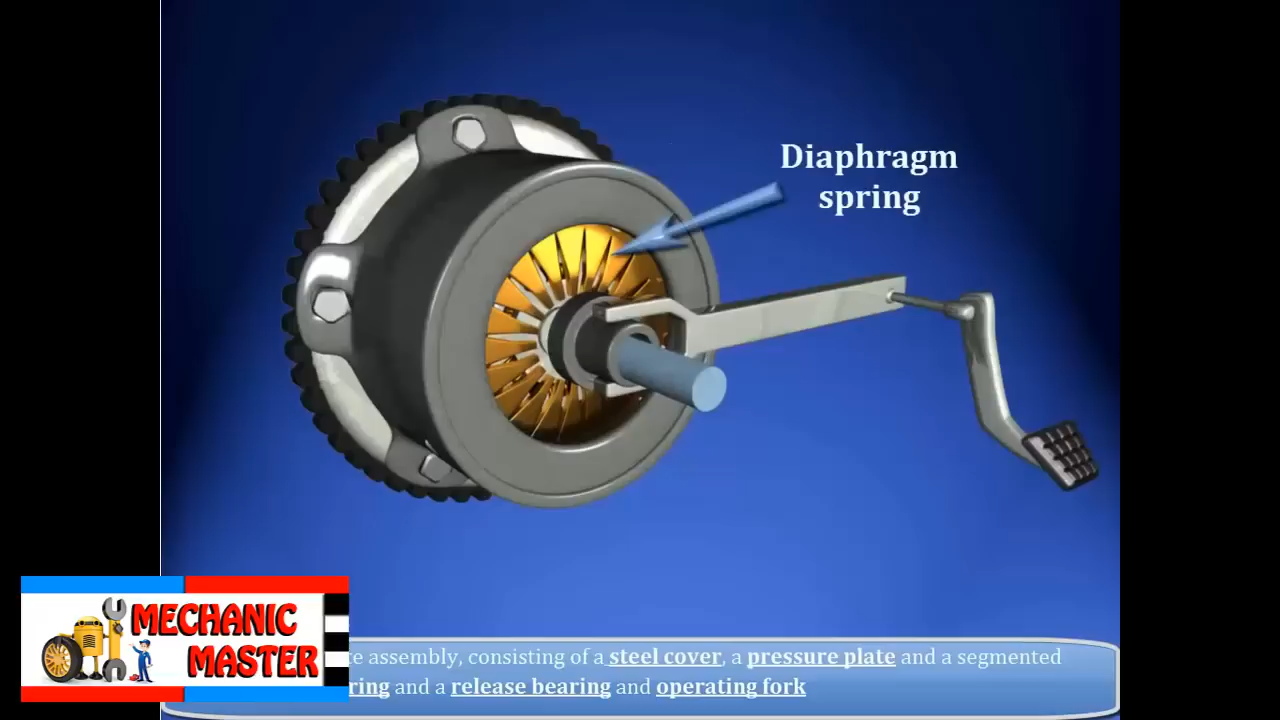 Diaphragm
spring
MECHANIC
MASTER
assembly, consisting of a steel cover, a pressure plate and a segmented
and a release bearing and operating fork